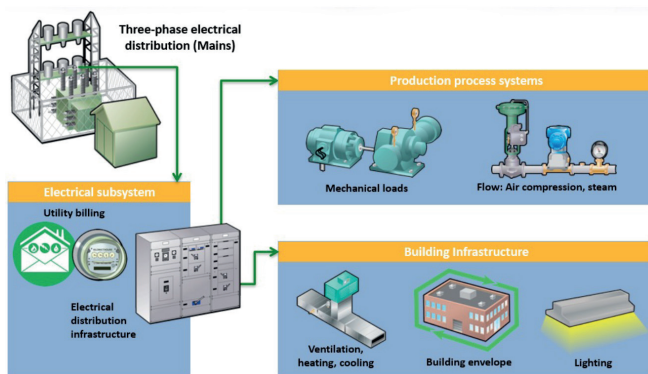 Three-phase electrical
distribution (Mains)
Production process systems
Mechanical loads
Flow: Air compression, steam
Electrical subsystem
Utility billing
Electrical
distribution
infrastructure
Building Infrastructure
Ventilation,
heating, cooling
Building envelope
Lighting